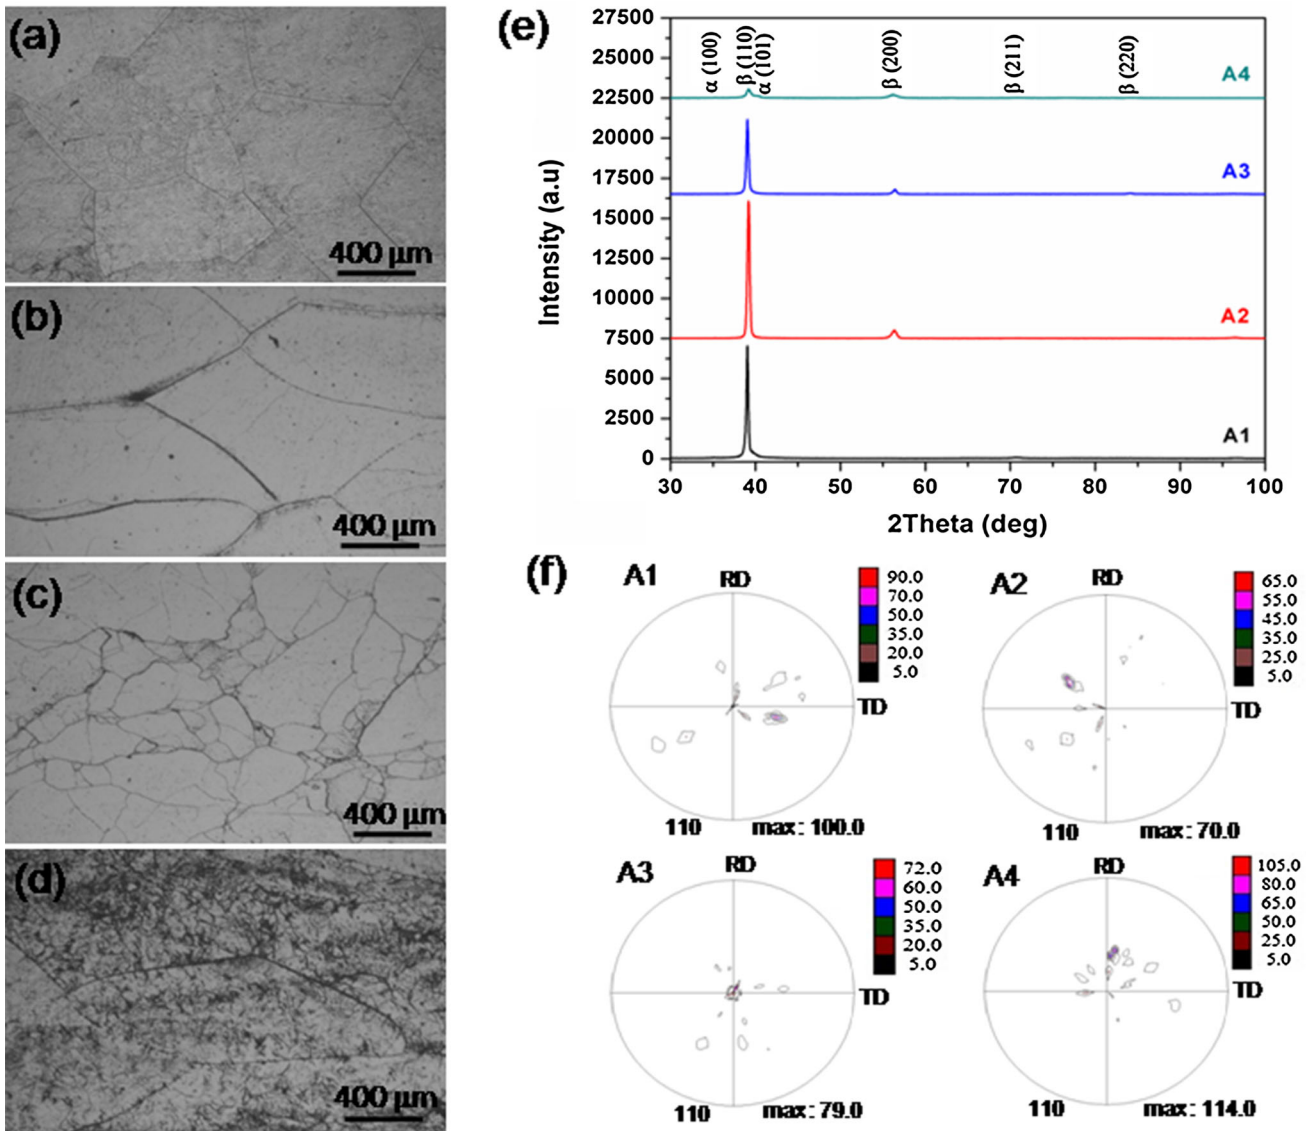 (a)
400 µm
(b)
400 µm
(c)
400 µm
(d)
400 µm
(e)
Intensity (a.u)
27500
25000
22500
20000
17500
15000
12500
10000
7500
5000
2500
0
α (100)
β (110)
α (101)
β (200)
β (211)
β (220)
A4
A3
A2
A1
30 40 50 60 70 80 90 100
2Theta (deg)
(f)
A1
RD
TD
90.0
70.0
50.0
35.0
20.0
5.0
110 max: 100.0
A2
RD
TD
65.0
55.0
45.0
35.0
25.0
5.0
110 max: 70.0
A3
RD
TD
72.0
60.0
50.0
35.0
20.0
5.0
110 max: 79.0
A4
RD
TD
105.0
80.0
65.0
50.0
25.0
5.0
110 max: 114.0